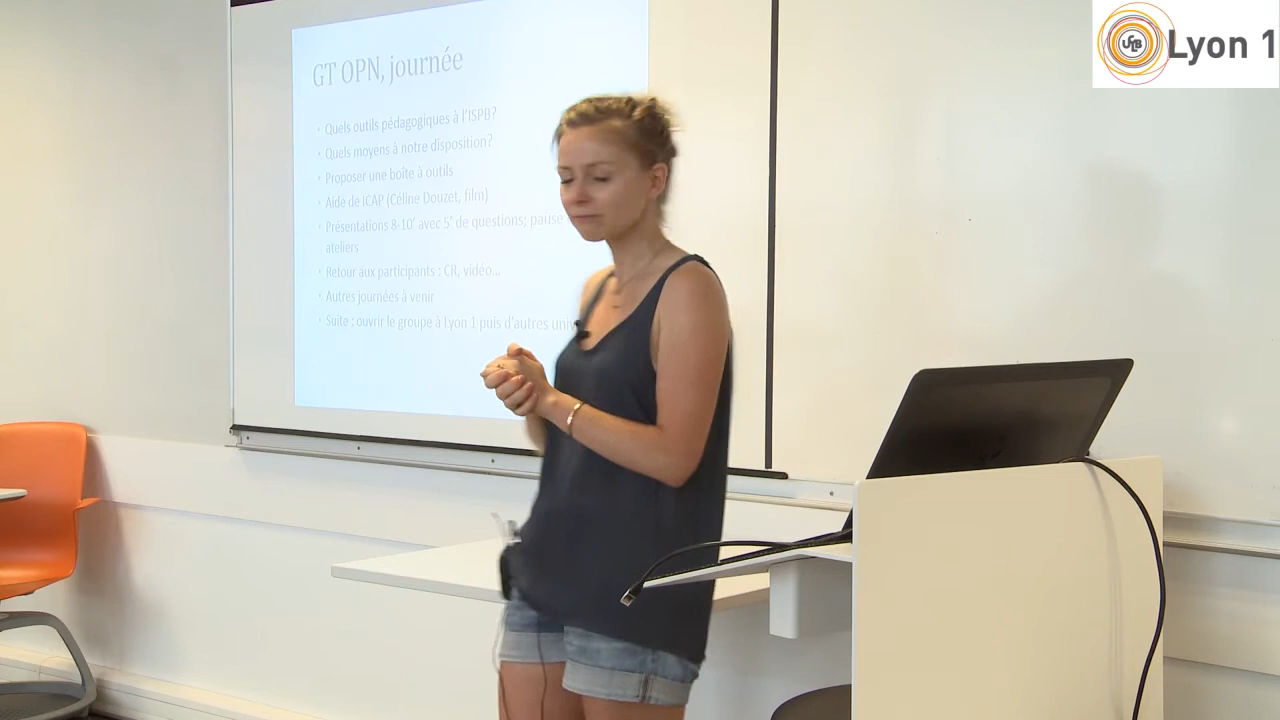 UCLB Lyon 1
GT OPN, journée
• Quels outils pédagogiques à l'ISPB?
• Quels moyens à notre disposition?
• Proposer une boîte à outils
• Aide de ICAP (Céline Douzet, film)
• Présentations 8-10' avec 5' de questions; pause
ateliers
• Retour aux participants : CR, vidéo...
• Autres journées à venir
• Suite : ouvrir le groupe à Lyon 1 puis d'autres